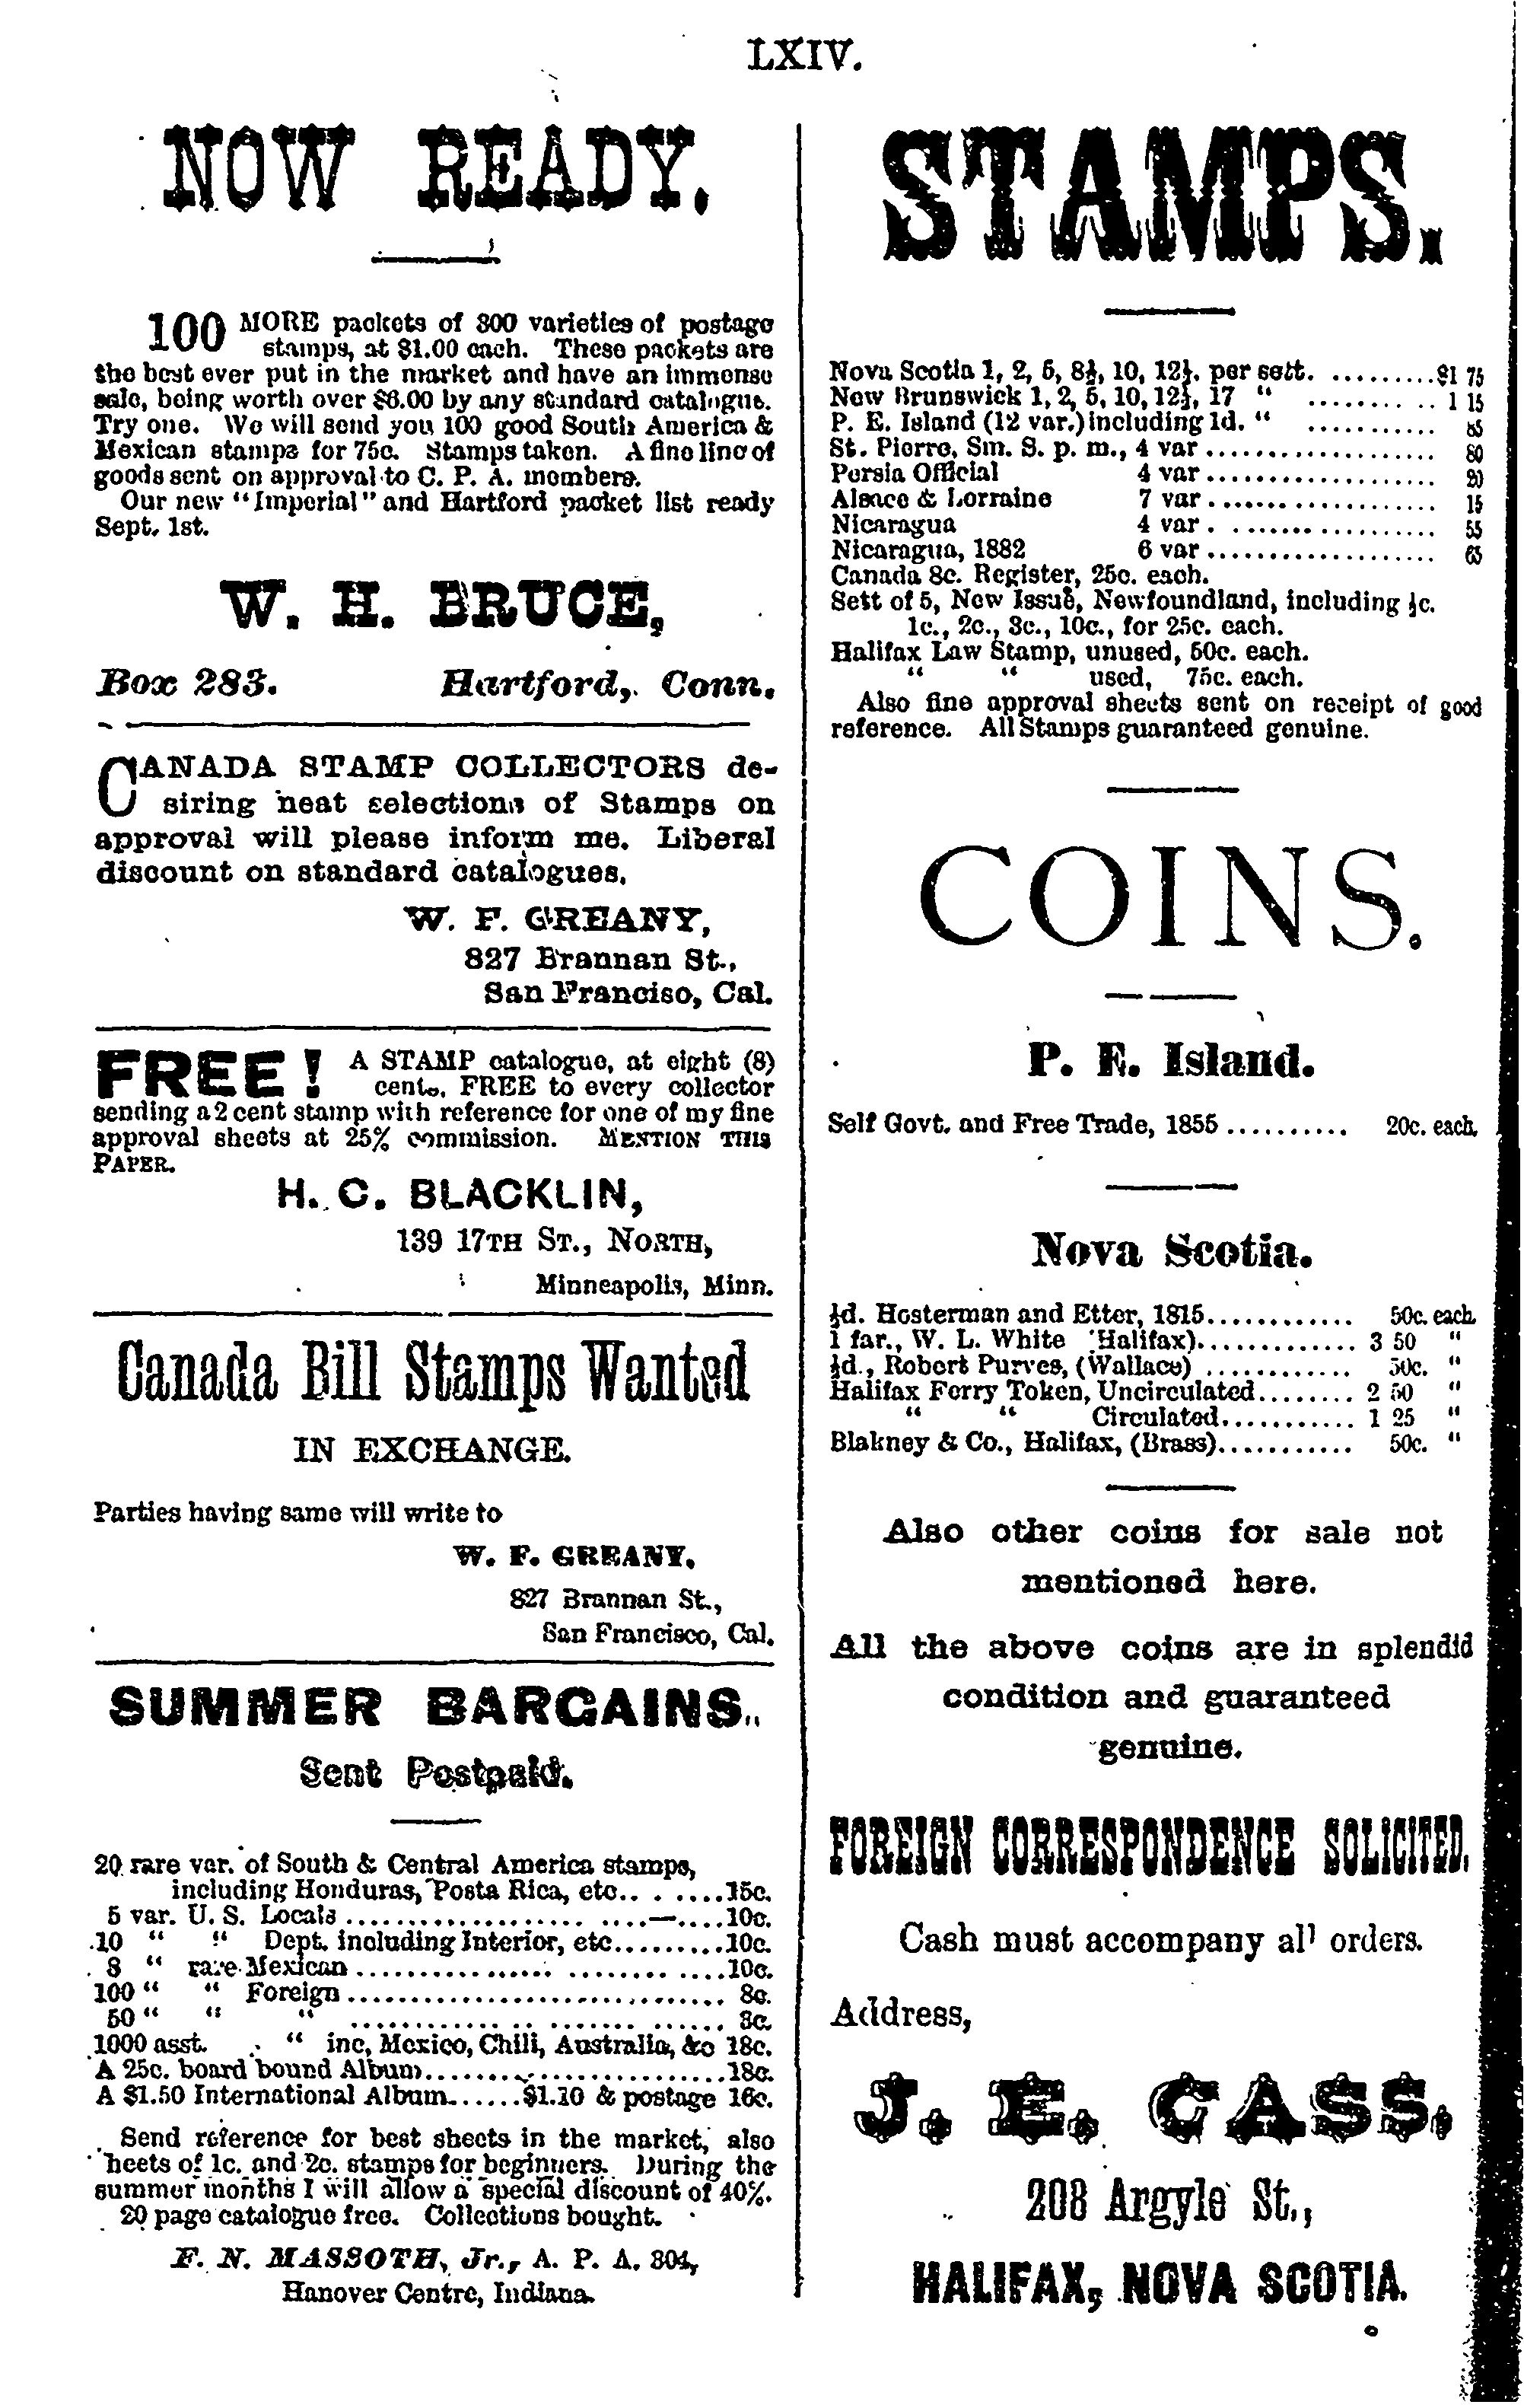 LXIV.
NOW READY.
100 MORE packets of 300 varieties of postage
stamps, at $1.00 each. These packets are
the best ever put in the market and have an immense
sale, being worth over $6.00 by any standard catalogue.
Try one. We will send you 100 good South America &
Mexican stamps for 75c. Stamps taken. A fine line of
goods sent on approval to C. P. A. members.
Our new "Imperial" and Hartford packet list ready
Sept. 1st.
W. H. BRUCE,
Box 283. Hartford, Conn.
CANADA STAMP COLLECTORS de-
siring neat selections of Stamps on
approval will please inform me. Liberal
discount on standard catalogues.
W. F. GREANY,
827 Brannan St.,
San Franciso, Cal.
FREE! A STAMP catalogue, at eight (8)
cents, FREE to every collector
sending a 2 cent stamp with reference for one of my fine
approval sheets at 25% commission. MENTION THIS
PAPER.
H. C. BLACKLIN,
139 17TH ST., NORTH,
Minneapolis, Minn.
Canada Bill Stamps Wanted
IN EXCHANGE.
Parties having same will write to
W. F. GREANY,
827 Brannan St.,
San Francisco, Cal.
SUMMER BARGAINS.
Sent Postpaid.
20 rare var. of South & Central America stamps,
including Honduras, Posta Rica, etc.. . .....15c.
5 var. U. S. Locals .................... ....—....10c.
10 " " Dept. including Interior, etc.........10c.
8 " rare Mexican ................ ......... ....10c.
100 " " Foreign ................................ 8c.
50 " " " ............. .. ....... ...... 8c.
1000 asst. " inc, Mexico, Chili, Australia, &c 18c.
A 25c. board bound Album..........................18c.
A $1.50 International Album......$1.10 & postage 16c.
Send reference for best sheets in the market, also
heets of 1c. and 2c. stamps for beginners. During the
summer months I will allow a special discount of 40%.
20 page catalogue free. Collections bought.
F. N. MASSOTH, Jr., A. P. A. 304,
Hanover Centre, Indiana.
STAMPS.
Nova Scotia 1, 2, 5, 8½, 10, 12½. per sett. .........$1 75
New Brunswick 1, 2, 5, 10, 12½, 17 " ........ .. 1 15
P. E. Island (12 var.) including 1d. " ........... 85
St. Pierre, Sm. S. p. m., 4 var .................... 80
Persia Official 4 var .................... 20
Alsace & Lorraine 7 var .................... 15
Nicaragua 4 var . ................... 55
Nicaragua, 1882 6 var .................... 65
Canada 8c. Register, 25c. each.
Sett of 5, New Issue, Newfoundland, including ½c.
1c., 2c., 3c., 10c., for 25c. each.
Halifax Law Stamp, unused, 50c. each.
" " used, 75c. each.
Also fine approval sheets sent on receipt of good
reference. All Stamps guaranteed genuine.
COINS.
P. E. Island.
Self Govt. and Free Trade, 1855 .......... 20c. each.
Nova Scotia.
½d. Hosterman and Etter, 1815............ 50c. each.
1 far., W. L. White (Halifax)............. 3 50 "
½d., Robert Purves, (Wallace) ............ 50c. "
Halifax Ferry Token, Uncirculated........ 2 50 "
" " Circulated........... 1 25 "
Blakney & Co., Halifax, (Brass)........... 50c. "
Also other coins for sale not
mentioned here.
All the above coins are in splendid
condition and guaranteed
genuine.
FOREIGN CORRESPONDENCE SOLICITED.
Cash must accompany all orders.
Address,
J. E. CASS.
208 Argyle St.,
HALIFAX, NOVA SCOTIA.